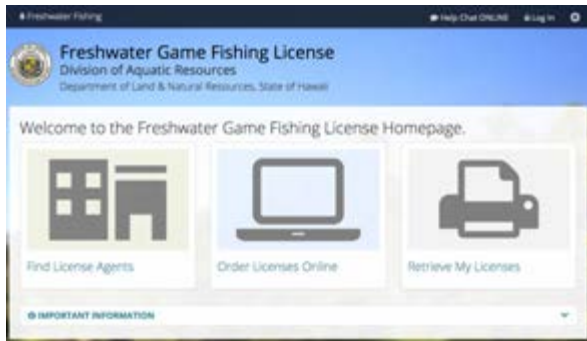 Freshwater Fishing
Help Chat ONLINE Log In
Freshwater Game Fishing License
Division of Aquatic Resources
Department of Land & Natural Resources, State of Hawaii
Welcome to the Freshwater Game Fishing License Homepage.
Find License Agents
Order Licenses Online
Retrieve My Licenses
IMPORTANT INFORMATION